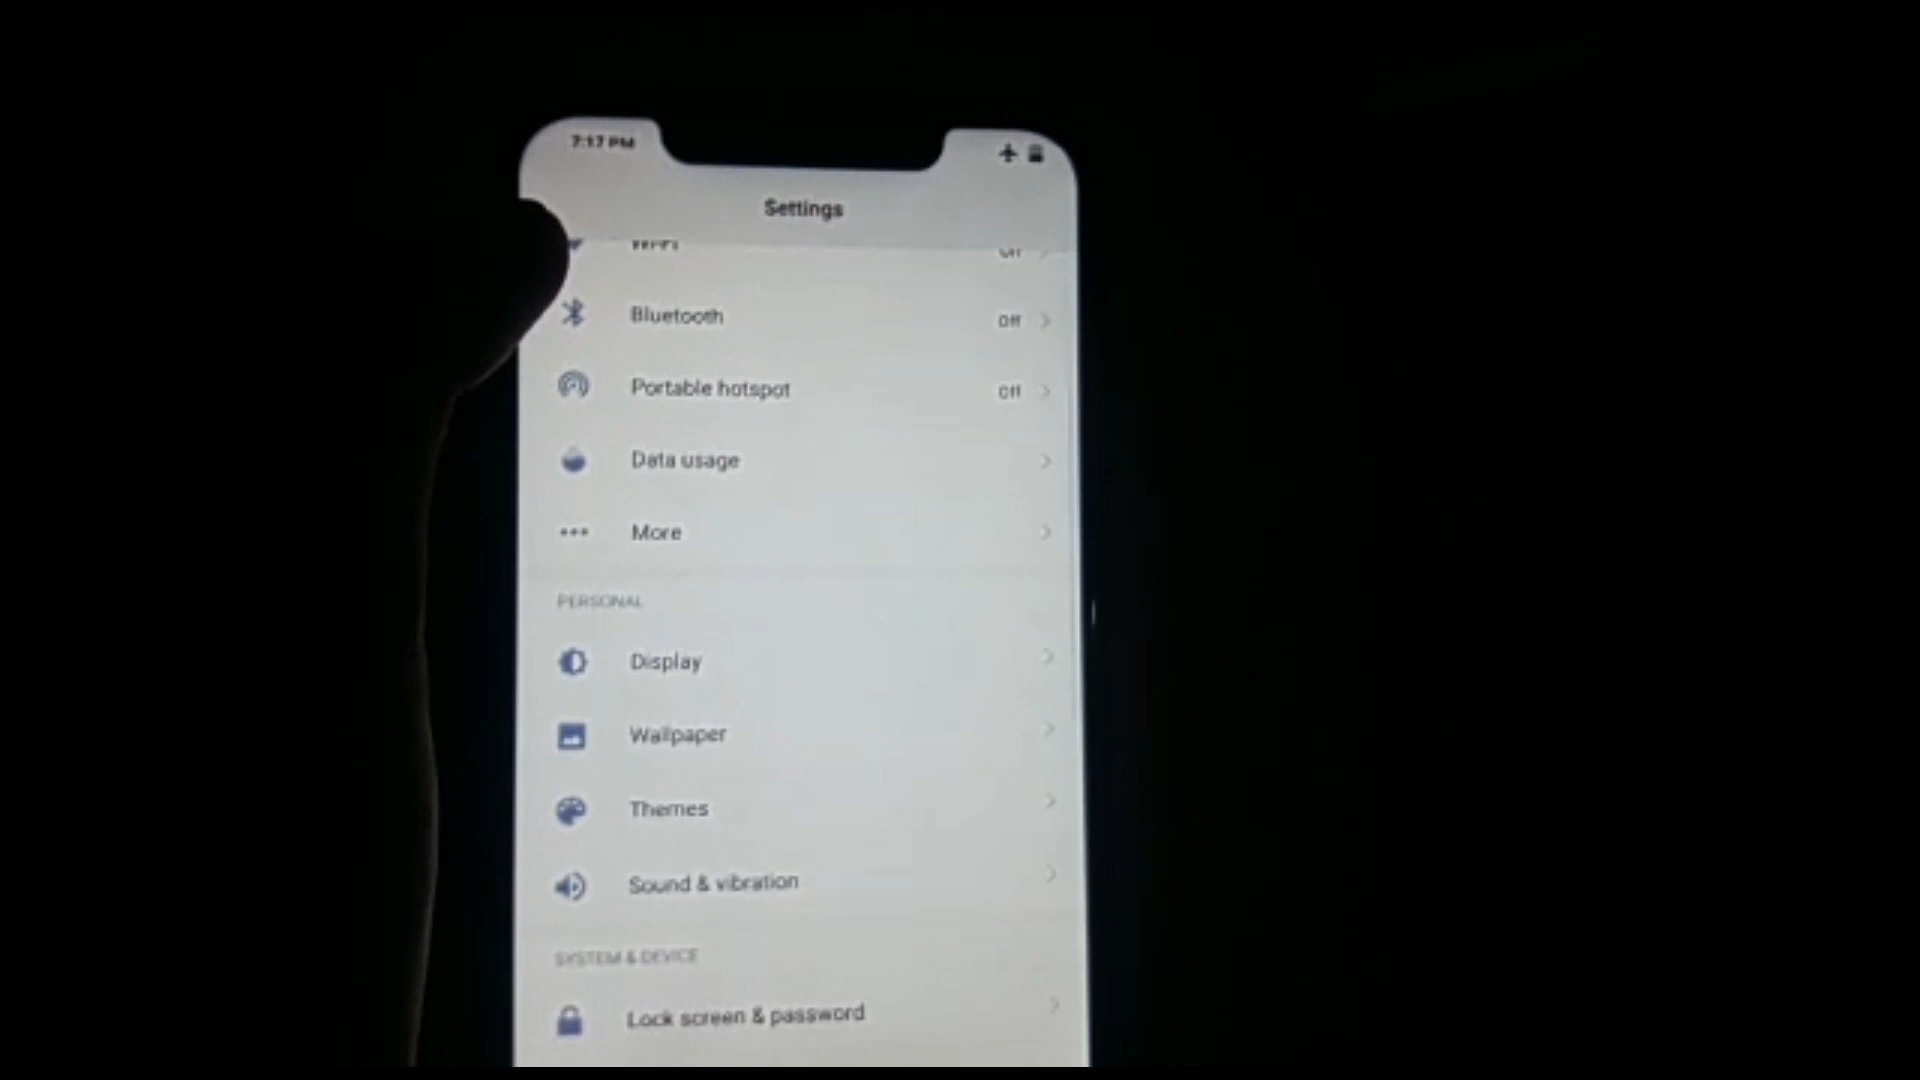 7:17 PM
Settings
Bluetooth Off
Portable hotspot Off
Data usage
More
PERSONAL
Display
Wallpaper
Themes
Sound & vibration
SYSTEM & DEVICE
Lock screen & password